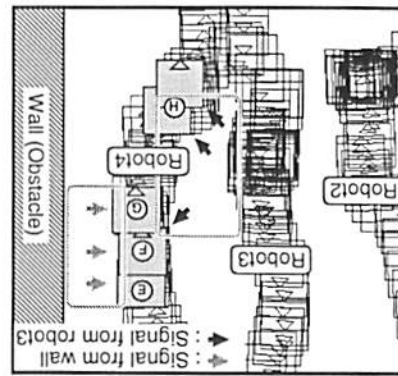 Wall (Obstacle)
H
Robot4
Robot2
G
Robot3
F
E
: Signal from robot3
: Signal from wall